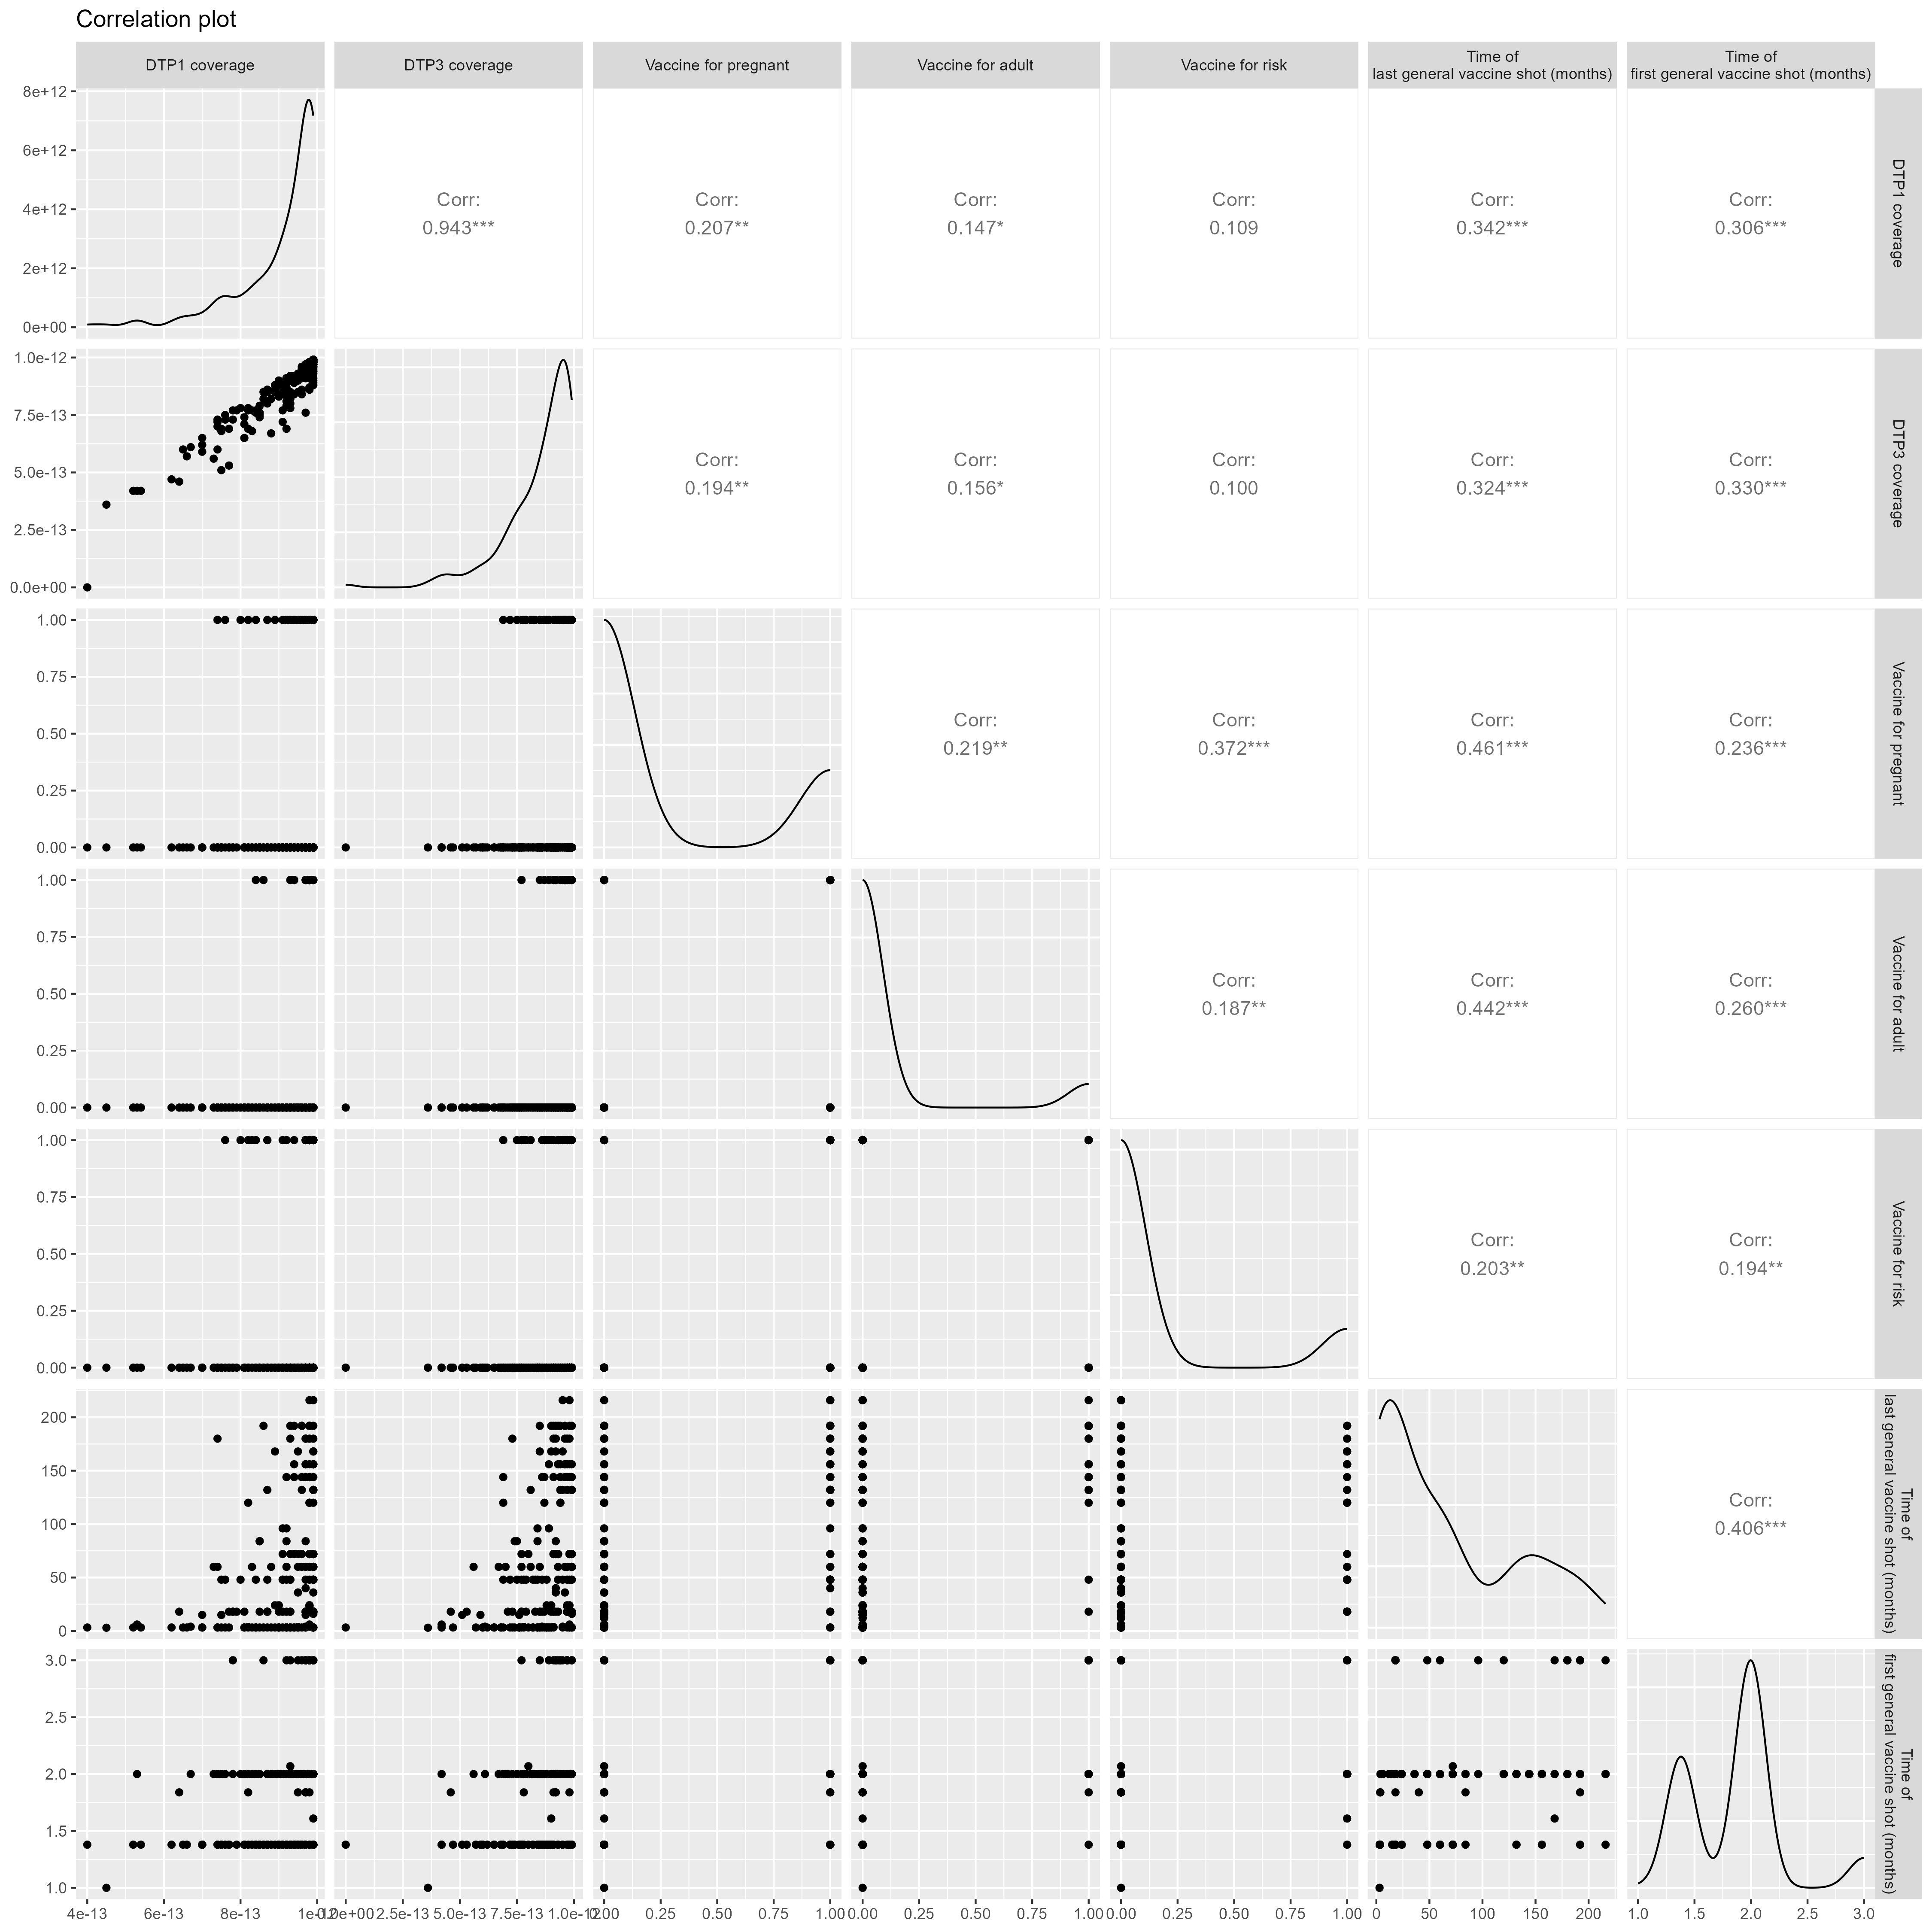 Correlation plot
DTP1 coverage
DTP3 coverage
Vaccine for pregnant
Vaccine for adult
Vaccine for risk
Time of
last general vaccine shot (months)
Time of
first general vaccine shot (months)
8e+12
6e+12
4e+12
2e+12
0e+00
Corr:
0.943***
Corr:
0.207**
Corr:
0.147*
Corr:
0.109
Corr:
0.342***
Corr:
0.306***
DTP1 coverage
1.0e-12
7.5e-13
5.0e-13
2.5e-13
0.0e+00
Corr:
0.194**
Corr:
0.156*
Corr:
0.100
Corr:
0.324***
Corr:
0.330***
DTP3 coverage
1.00
0.75
0.50
0.25
0.00
Corr:
0.219**
Corr:
0.372***
Corr:
0.461***
Corr:
0.236***
Vaccine for pregnant
1.00
0.75
0.50
0.25
0.00
Corr:
0.187**
Corr:
0.442***
Corr:
0.260***
Vaccine for adult
1.00
0.75
0.50
0.25
0.00
Corr:
0.203**
Corr:
0.194**
Vaccine for risk
200
150
100
50
0
Corr:
0.406***
Time of
last general vaccine shot (months)
3.0
2.5
2.0
1.5
1.0
Time of
first general vaccine shot (months)
4e-13 6e-13 8e-13 2.5e-13 5.0e-13 7.5e-13 0.25 0.50 0.75 1.00 0.25 0.50 0.75 1.00 0.00 0.25 0.50 0.75 1.00 0 50 100 150 200 1.0 1.5 2.0 2.5 3.0